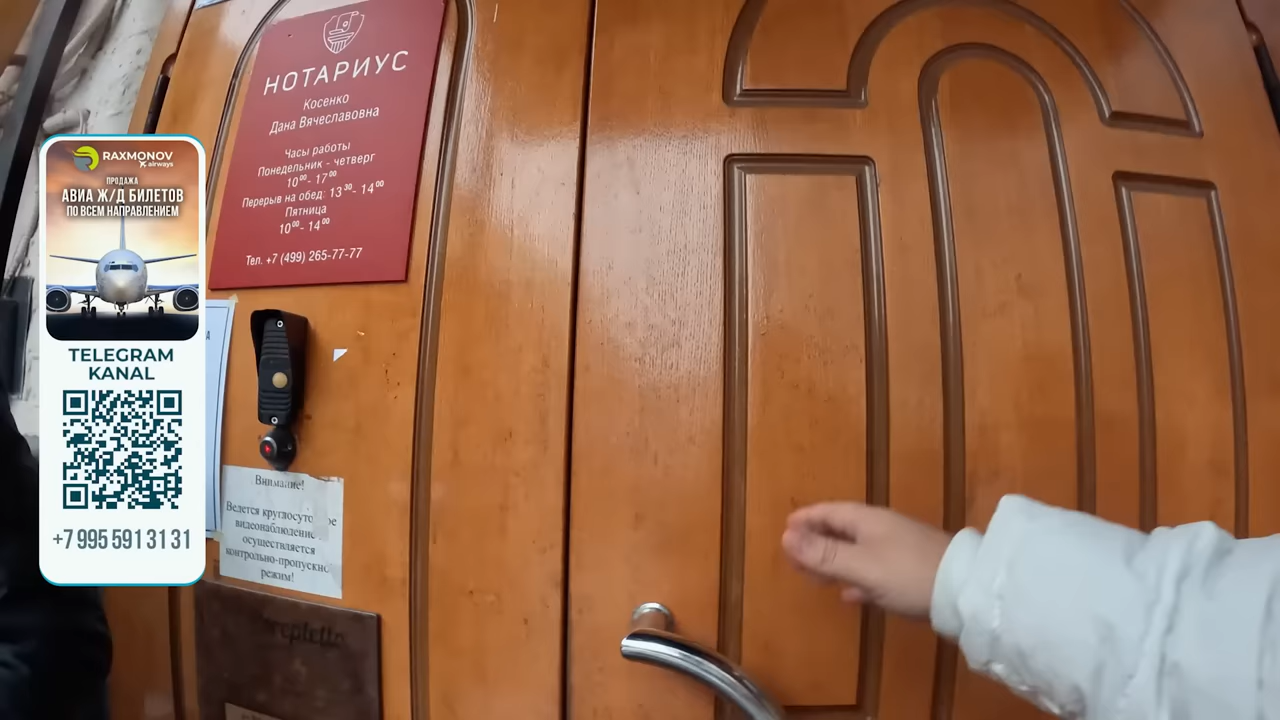 НОТАРИУС
Косенко
Дана Вячеславовна
Часы работы
Понедельник - четверг
10⁰⁰- 17⁰⁰
Перерыв на обед: 13³⁰- 14⁰⁰
Пятница
10⁰⁰- 14⁰⁰
Тел. +7 (499) 265-77-77
RAXMONOV
airways
ПРОДАЖА
АВИА Ж/Д БИЛЕТОВ
ПО ВСЕМ НАПРАВЛЕНИЕМ
TELEGRAM
KANAL
+7 995 591 31 31
Внимание!
Ведется
видеонаблюдение
осуществляется
контрольно-пропускно
режим!